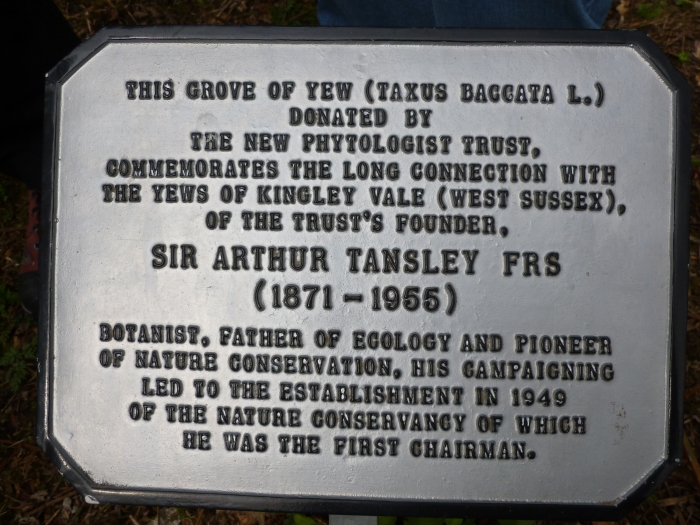 THIS GROVE OF YEW (TAXUS BACCATA L.)
DONATED BY
THE NEW PHYTOLOGIST TRUST,
COMMEMORATES THE LONG CONNECTION WITH
THE YEWS OF KINGLEY VALE (WEST SUSSEX),
OF THE TRUST'S FOUNDER,
SIR ARTHUR TANSLEY FRS
(1871 - 1955)
BOTANIST, FATHER OF ECOLOGY AND PIONEER
OF NATURE CONSERVATION, HIS CAMPAIGNING
LED TO THE ESTABLISHMENT IN 1949
OF THE NATURE CONSERVANCY OF WHICH
HE WAS THE FIRST CHAIRMAN.